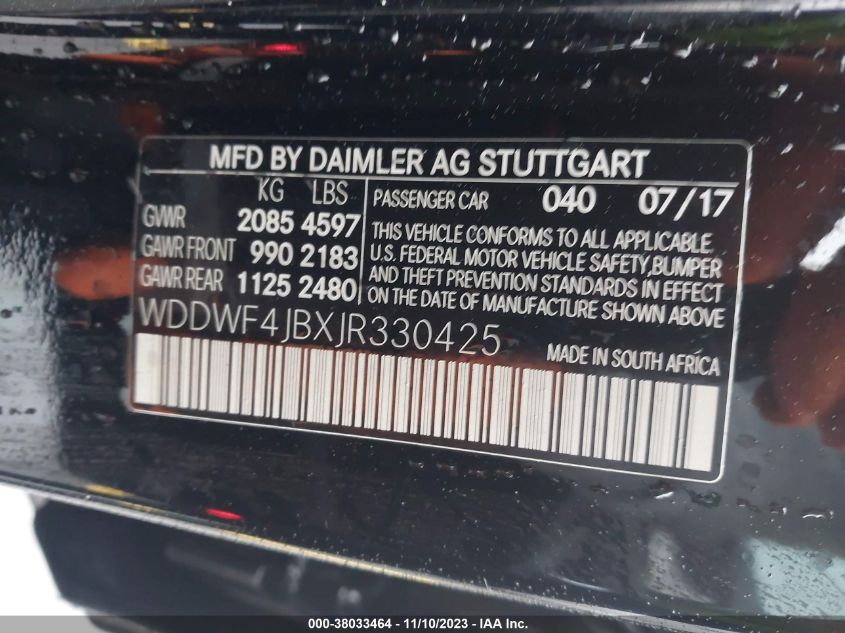 MFD BY DAIMLER AG STUTTGART
KG LBS
GVWR 2085 4597
GAWR FRONT 990 2183
GAWR REAR 1125 2480
PASSENGER CAR 040 07/17
THIS VEHICLE CONFORMS TO ALL APPLICABLE
U.S. FEDERAL MOTOR VEHICLE SAFETY,BUMPER
AND THEFT PREVENTION STANDARDS IN EFFECT
ON THE DATE OF MANUFACTURE SHOWN ABOVE
WDDWF4JBXJR330425
MADE IN SOUTH AFRICA
000-38033464 - 11/10/2023 - IAA Inc.